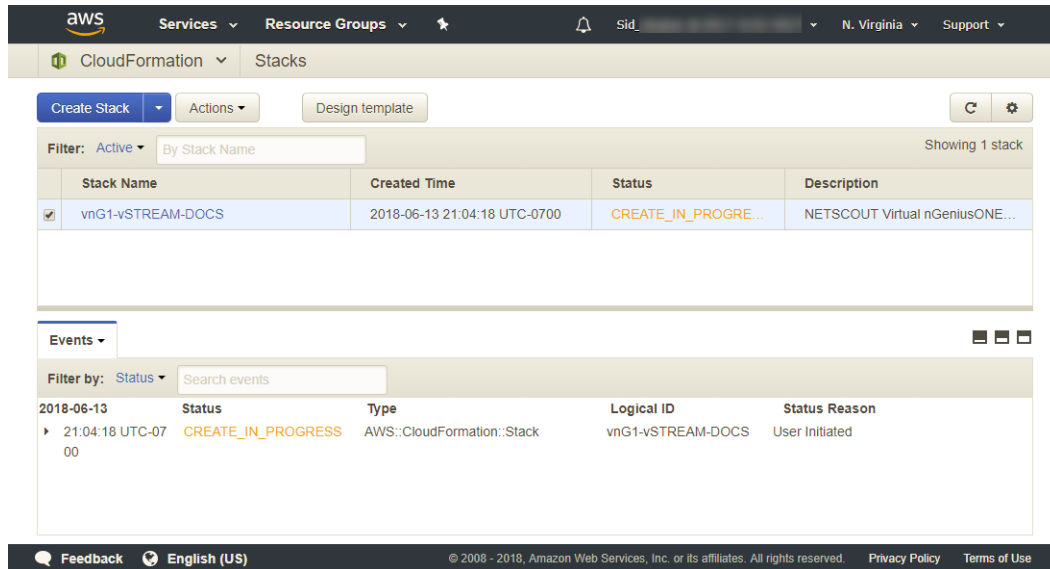 aws Services Resource Groups Sid_ N. Virginia Support
CloudFormation Stacks
Create Stack Actions Design template
Filter: Active By Stack Name Showing 1 stack
Stack Name Created Time Status Description
vnG1-vSTREAM-DOCS 2018-06-13 21:04:18 UTC-0700 CREATE_IN_PROGRE... NETSCOUT Virtual nGeniusONE...
Events
Filter by: Status Search events
2018-06-13 Status Type Logical ID Status Reason
21:04:18 UTC-07 CREATE_IN_PROGRESS AWS::CloudFormation::Stack vnG1-vSTREAM-DOCS User Initiated
00
Feedback English (US) © 2008 - 2018, Amazon Web Services, Inc. or its affiliates. All rights reserved. Privacy Policy Terms of Use